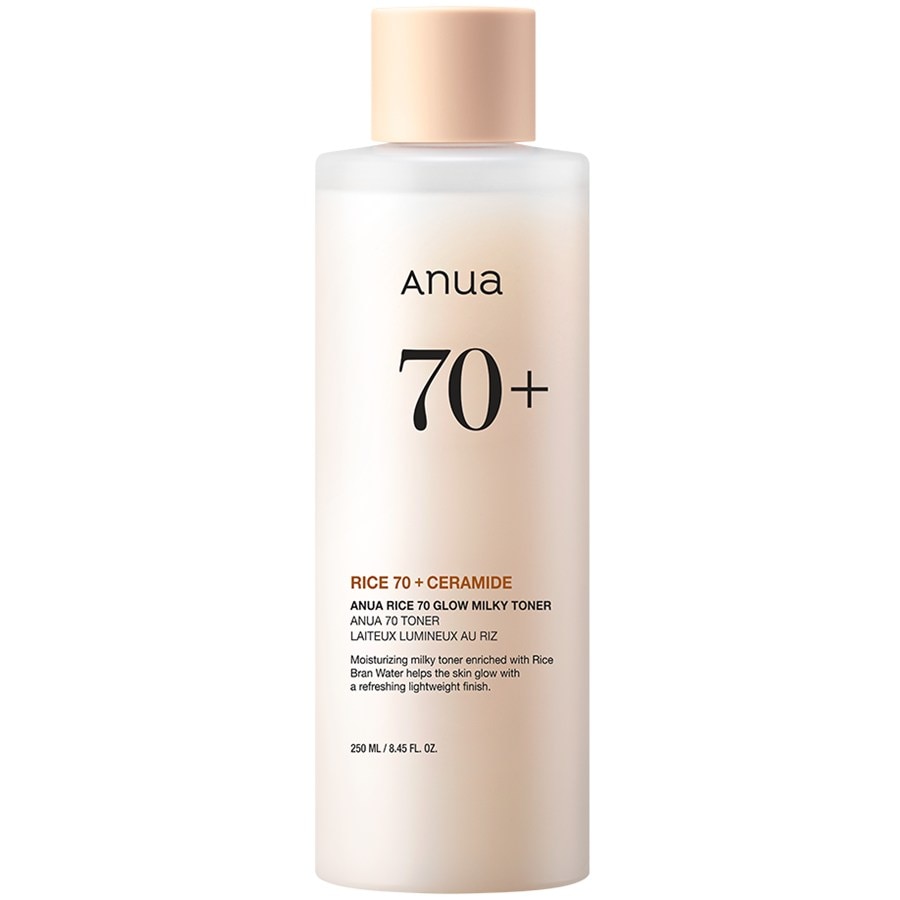 Anua
70+
RICE 70 + CERAMIDE
ANUA RICE 70 GLOW MILKY TONER
ANUA 70 TONER
LAITEUX LUMINEUX AU RIZ
Moisturizing milky toner enriched with Rice
Bran Water helps the skin glow with
a refreshing lightweight finish.
250 ML / 8.45 FL. OZ.